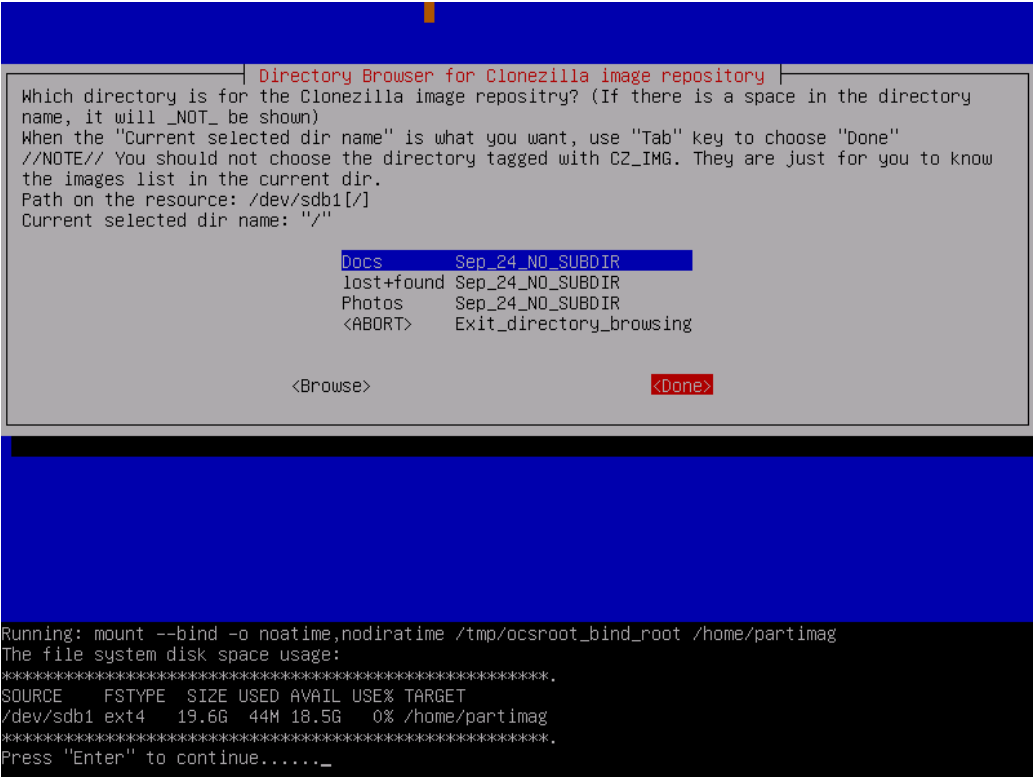 Directory Browser for Clonezilla image repository
Which directory is for the Clonezilla image repositry? (If there is a space in the directory
name, it will _NOT_ be shown)
When the "Current selected dir name" is what you want, use "Tab" key to choose "Done"
//NOTE// You should not choose the directory tagged with CZ_IMG. They are just for you to know
the images list in the current dir.
Path on the resource: /dev/sdb1[/]
Current selected dir name: "/"
Docs Sep_24_NO_SUBDIR
lost+found Sep_24_NO_SUBDIR
Photos Sep_24_NO_SUBDIR
<ABORT> Exit_directory_browsing
<Browse> <Done>
Running: mount --bind -o noatime,nodiratime /tmp/ocsroot_bind_root /home/partimag
The file system disk space usage:
*****************************************************.
SOURCE FSTYPE SIZE USED AVAIL USE% TARGET
/dev/sdb1 ext4 19.6G 44M 18.5G 0% /home/partimag
*****************************************************.
Press "Enter" to continue......_